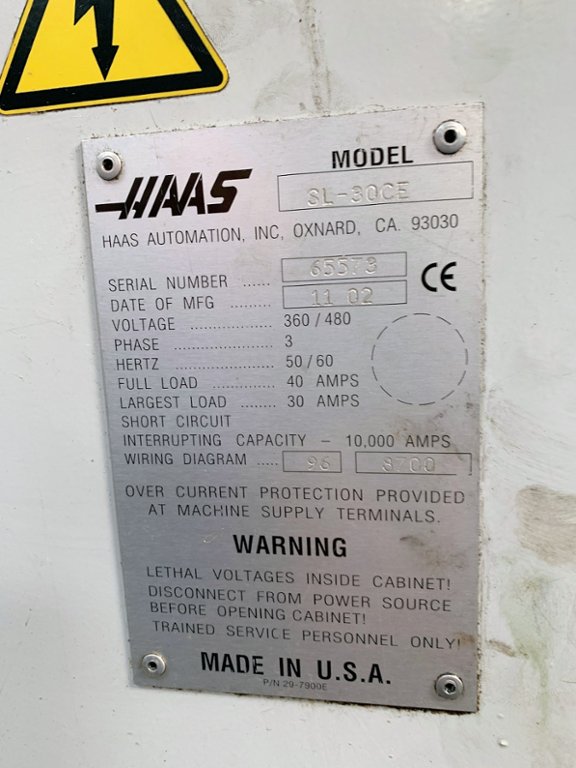 HAAS
MODEL
SL-30CE
HAAS AUTOMATION, INC, OXNARD, CA. 93030
SERIAL NUMBER ...... 65573
DATE OF MFG ........... 11 02
VOLTAGE .................. 360/480
PHASE ...................... 3
HERTZ ...................... 50/60
FULL LOAD ............... 40 AMPS
LARGEST LOAD ........ 30 AMPS
SHORT CIRCUIT
INTERRUPTING CAPACITY – 10,000 AMPS
WIRING DIAGRAM ..... 96 8700
CE
OVER CURRENT PROTECTION PROVIDED
AT MACHINE SUPPLY TERMINALS.
WARNING
LETHAL VOLTAGES INSIDE CABINET!
DISCONNECT FROM POWER SOURCE
BEFORE OPENING CABINET!
TRAINED SERVICE PERSONNEL ONLY!
MADE IN U.S.A.
P/N 29-7900E